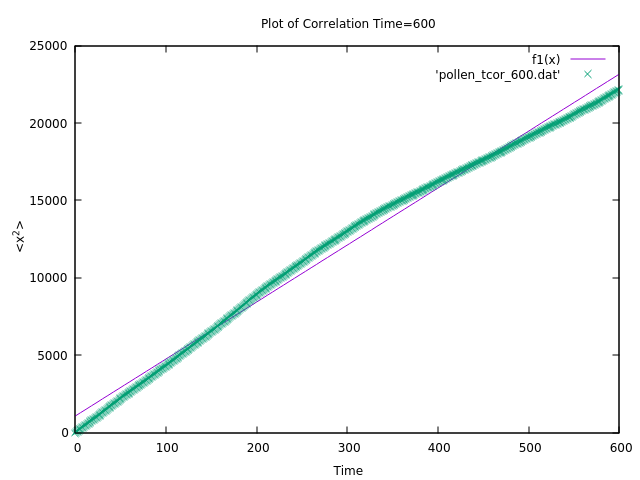 Plot of Correlation Time=600
25000
20000
15000
10000
5000
0
<x²>
f1(x)
'pollen_tcor_600.dat'
0 100 200 300 400 500 600
Time